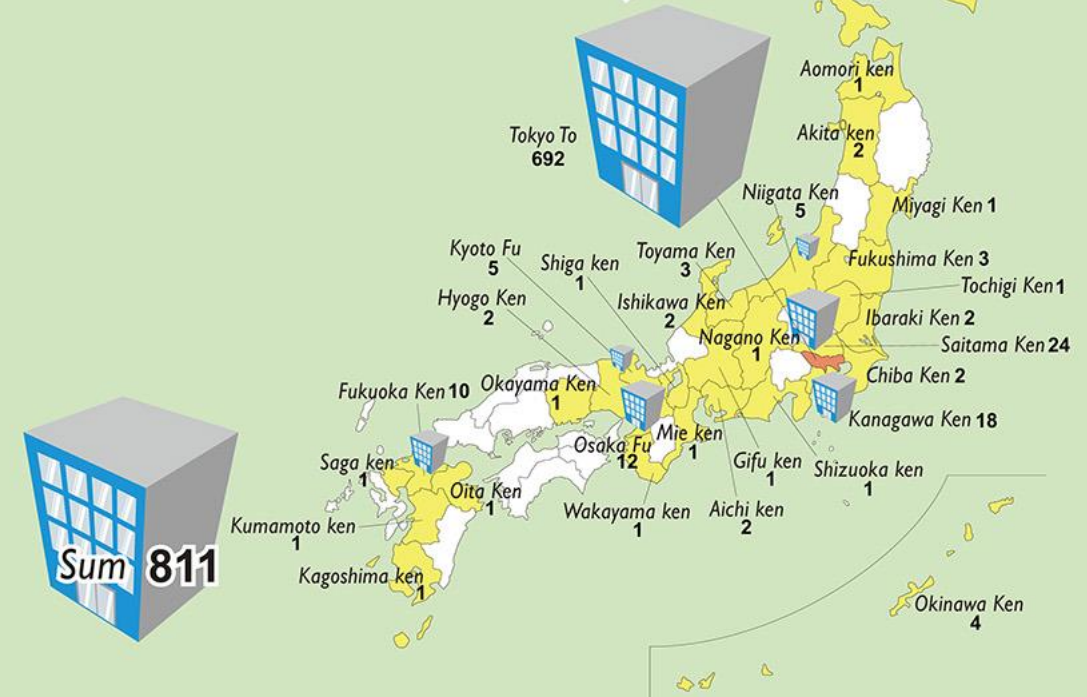 Aomori ken
1
Tokyo To
692
Akita ken
2
Niigata Ken
5
Miyagi Ken 1
Kyoto Fu
5
Shiga ken
1
Toyama Ken
3
Fukushima Ken 3
Tochigi Ken 1
Hyogo Ken
2
Ishikawa Ken
2
Ibaraki Ken 2
Nagano Ken
1
Saitama Ken 24
Chiba Ken 2
Fukuoka Ken 10
Okayama Ken
1
Kanagawa Ken 18
Osaka Fu
12
Mie ken
1
Saga ken
1
Gifu ken
1
Shizuoka ken
1
Oita Ken
1
Wakayama ken
1
Aichi ken
2
Kumamoto ken
1
Sum 811
Kagoshima ken
1
Okinawa Ken
4